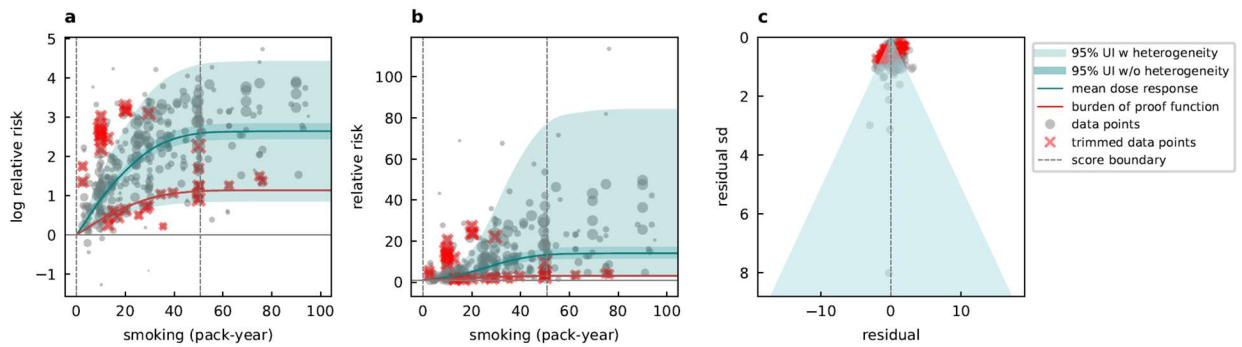 a
b
c
5
4
3
2
1
0
−1
log relative risk
0
20
40
60
80
100
smoking (pack-year)
100
80
60
40
20
0
relative risk
0
20
40
60
80
100
smoking (pack-year)
0
2
4
6
8
residual sd
−10
0
10
residual
95% UI w heterogeneity
95% UI w/o heterogeneity
mean dose response
burden of proof function
data points
trimmed data points
score boundary